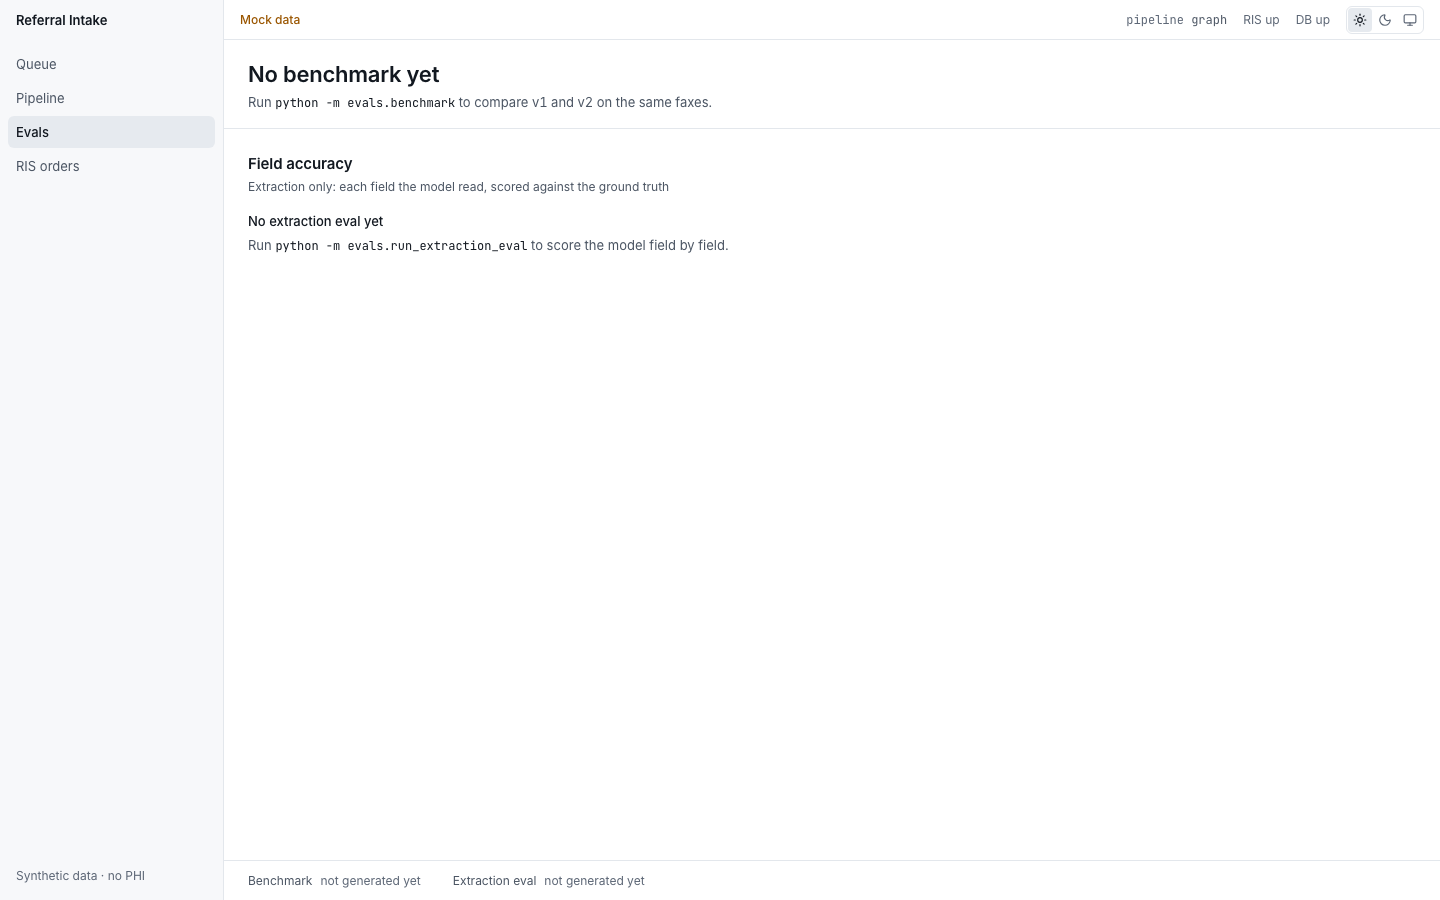 Referral Intake
Queue
Pipeline
Evals
RIS orders
Synthetic data · no PHI
Mock data
pipeline graph RIS up DB up
No benchmark yet
Run python -m evals.benchmark to compare v1 and v2 on the same faxes.
Field accuracy
Extraction only: each field the model read, scored against the ground truth
No extraction eval yet
Run python -m evals.run_extraction_eval to score the model field by field.
Benchmark not generated yet Extraction eval not generated yet